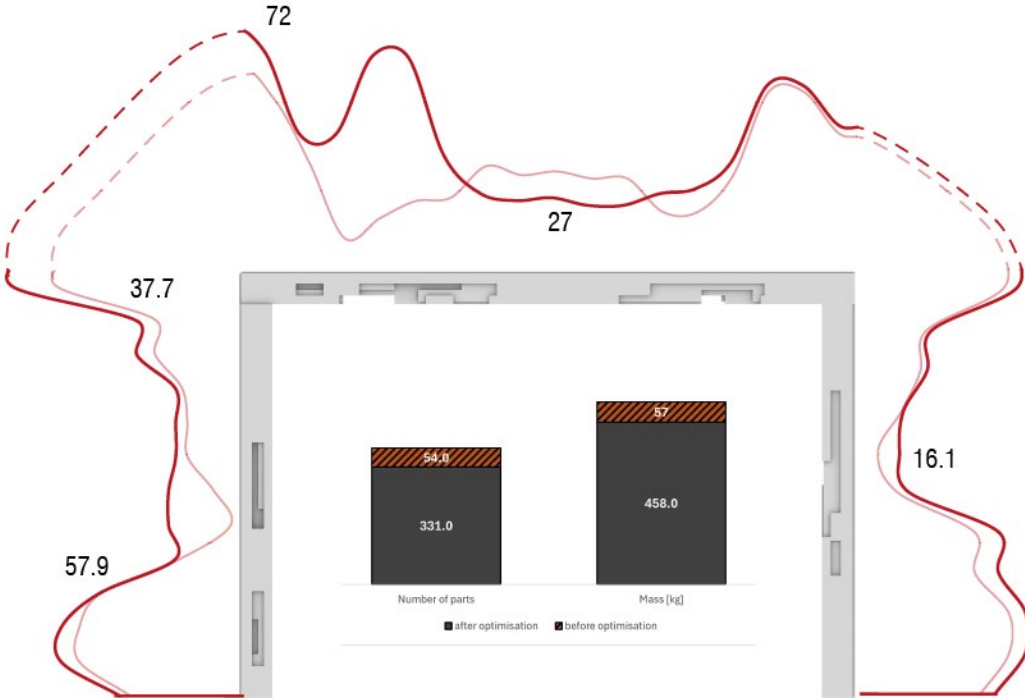 72
27
37.7
57
54.0
16.1
458.0
331.0
57.9
Number of parts
Mass [kg]
after optimisation
before optimisation